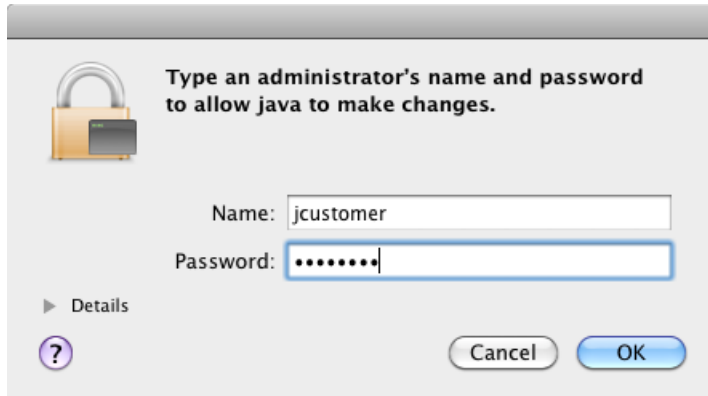 Type an administrator's name and password
to allow java to make changes.
Name: jcustomer
Password: ••••••••
Details
? Cancel OK